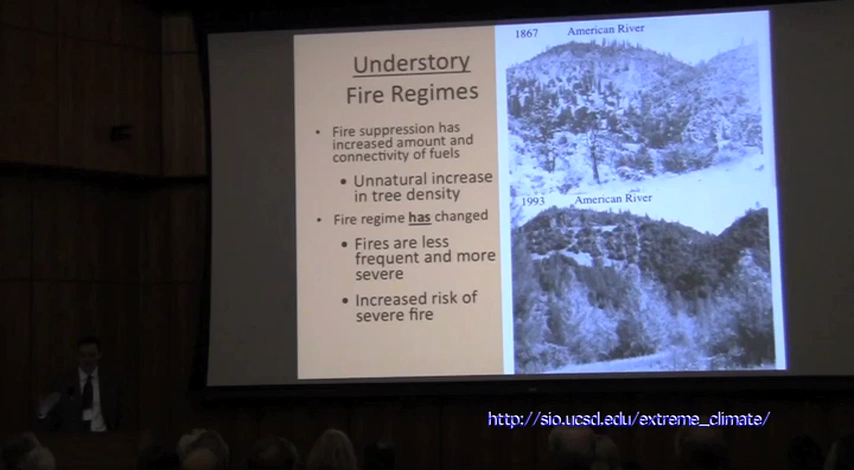 Understory
Fire Regimes
• Fire suppression has
increased amount and
connectivity of fuels
• Unnatural increase
in tree density
• Fire regime has changed
• Fires are less
frequent and more
severe
• Increased risk of
severe fire
1867 American River
1993 American River
http://sio.ucsd.edu/extreme_climate/